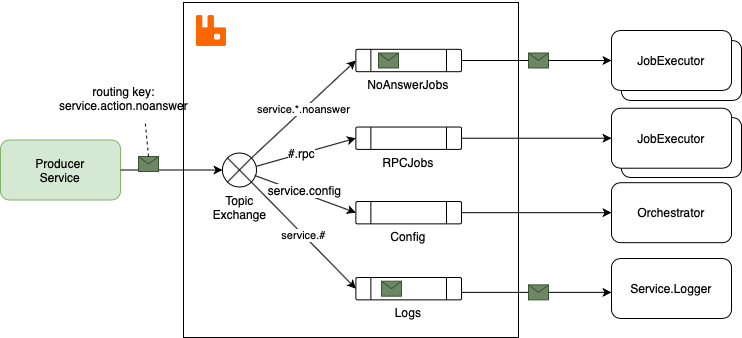 routing key:
service.action.noanswer
Producer
Service
Topic
Exchange
service.*.noanswer
#.rpc
service.config
service.#
NoAnswerJobs
RPCJobs
Config
Logs
JobExecutor
JobExecutor
Orchestrator
Service.Logger